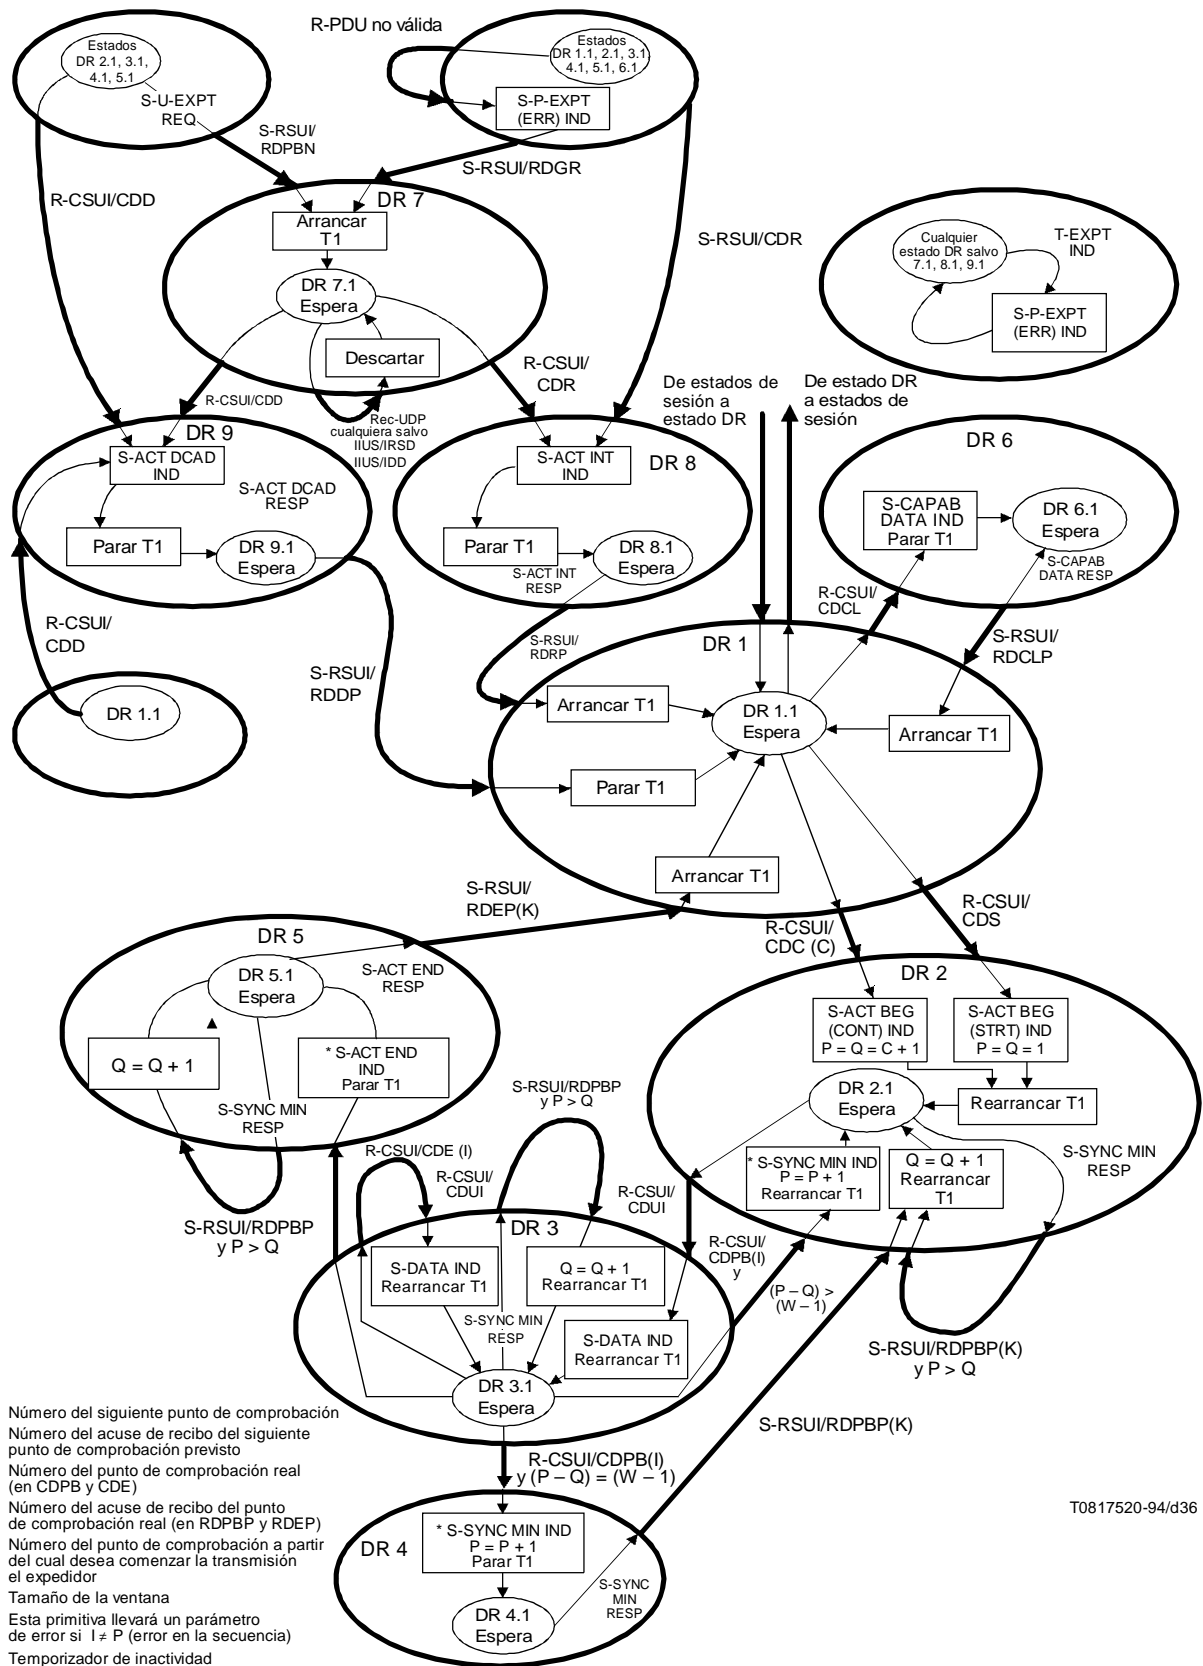 R-PDU no válida
Estados
DR 2.1, 3.1,
4.1, 5.1
S-U-EXPT
REQ
Estados
DR 1.1, 2.1, 3.1,
4.1, 5.1, 6.1
S-P-EXPT
(ERR) IND
S-RSUI/
RDPBN
S-RSUI/RDGR
R-CSUI/CDD
DR 7
Arrancar
T1
DR 7.1
Espera
Descartar
S-RSUI/CDR
Cualquier
estado DR salvo
7.1, 8.1, 9.1
T-EXPT
IND
S-P-EXPT
(ERR) IND
R-CSUI/
CDR
R-CSUI/CDD
Rec-UDP
cualquiera salvo
IIUS/IRSD
IIUS/IDD
De estados de
sesión a
estado DR
De estado DR
a estados de
sesión
DR 9
S-ACT DCAD
IND
S-ACT DCAD
RESP
Parar T1
DR 9.1
Espera
DR 8
S-ACT INT
IND
Parar T1
S-ACT INT
RESP
DR 8.1
Espera
DR 6
S-CAPAB
DATA IND
Parar T1
DR 6.1
Espera
S-CAPAB
DATA RESP
R-CSUI/
CDCL
S-RSUI/
RDCLP
R-CSUI/
CDD
DR 1.1
S-RSUI/
RDDP
S-RSUI/
RDRP
DR 1
Arrancar T1
DR 1.1
Espera
Arrancar T1
Parar T1
Arrancar T1
S-RSUI/
RDEP(K)
R-CSUI/
CDC (C)
R-CSUI/
CDS
DR 5
DR 5.1
Espera
S-ACT END
RESP
Q = Q + 1
* S-ACT END
IND
Parar T1
S-SYNC MIN
RESP
S-RSUI/RDPBP
y P > Q
DR 2
S-ACT BEG
(CONT) IND
P = Q = C + 1
S-ACT BEG
(STRT) IND
P = Q = 1
DR 2.1
Espera
Rearrancar T1
* S-SYNC MIN IND
P = P + 1
Rearrancar T1
Q = Q + 1
Rearrancar
T1
S-SYNC MIN
RESP
S-RSUI/RDPBP
y P > Q
R-CSUI/CDE (I)
R-CSUI/
CDUI
R-CSUI/
CDUI
DR 3
S-DATA IND
Rearrancar T1
Q = Q + 1
Rearrancar T1
S-SYNC MIN
RESP
S-DATA IND
Rearrancar T1
DR 3.1
Espera
R-CSUI/
CDPB(I)
y
(P – Q) >
(W – 1)
S-RSUI/RDPBP(K)
y P > Q
S-RSUI/RDPBP(K)
R-CSUI/CDPB(I)
y (P – Q) = (W – 1)
DR 4
* S-SYNC MIN IND
P = P + 1
Parar T1
DR 4.1
Espera
S-SYNC
MIN
RESP
Número del siguiente punto de comprobación
Número del acuse de recibo del siguiente
punto de comprobación previsto
Número del punto de comprobación real
(en CDPB y CDE)
Número del acuse de recibo del punto
de comprobación real (en RDPBP y RDEP)
Número del punto de comprobación a partir
del cual desea comenzar la transmisión
el expedidor
Tamaño de la ventana
Esta primitiva llevará un parámetro
de error si I ≠ P (error en la secuencia)
Temporizador de inactividad
T0817520-94/d36